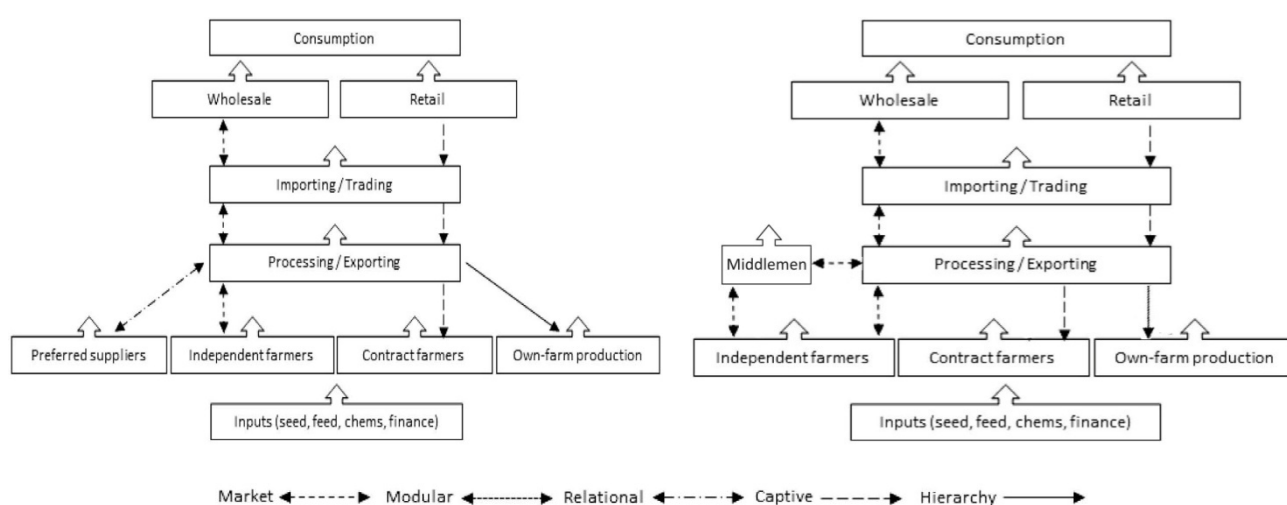 Consumption
Wholesale
Retail
Importing / Trading
Processing / Exporting
Preferred suppliers
Independent farmers
Contract farmers
Own-farm production
Inputs (seed, feed, chems, finance)
Consumption
Wholesale
Retail
Importing / Trading
Middlemen
Processing / Exporting
Independent farmers
Contract farmers
Own-farm production
Inputs (seed, feed, chems, finance)
Market Modular Relational Captive Hierarchy